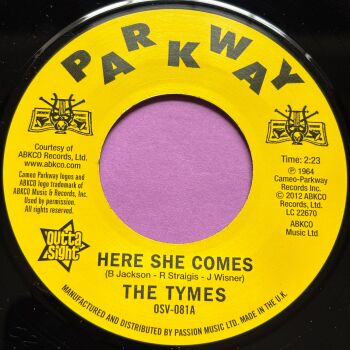 PARKWAY
Courtesy of
ABKCO Records, Ltd.
www.abkco.com
Cameo Parkway logos and
ABKCO logo trademark of
ABKCO Music & Records, Inc.
Used by permission.
All rights reserved.
Time: 2:23
℗ 1964
Cameo-Parkway
Records, Inc.
© 2012 ABKCO
Records, Inc.
LC 22670
ABKCO
Music Ltd
outta
sight
HERE SHE COMES
(B Jackson - R Straigis - J Wisner)
THE TYMES
OSV-081A
MANUFACTURED AND DISTRIBUTED BY PASSION MUSIC LTD. MADE IN THE U.K.